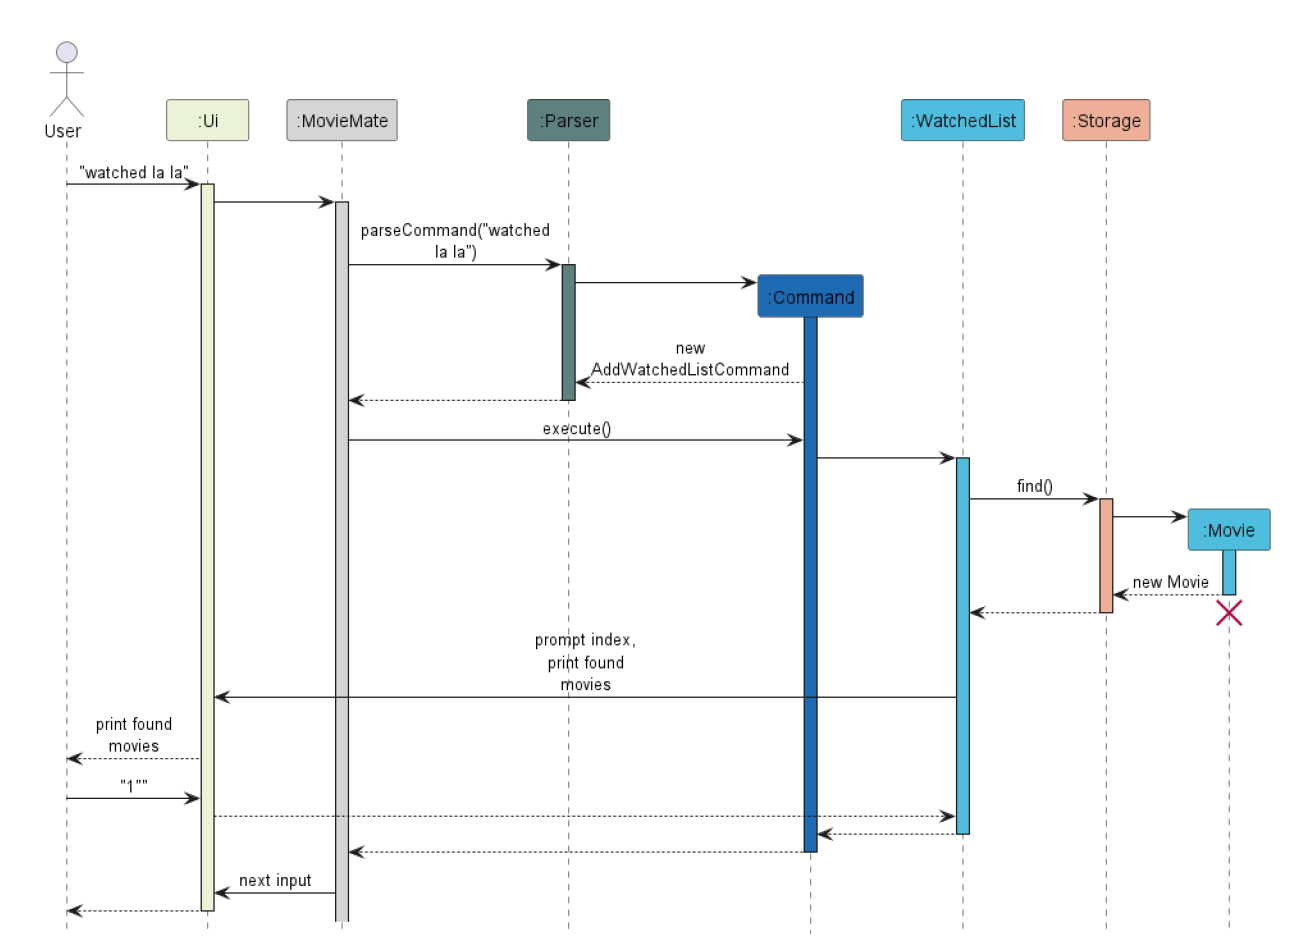 User
:Ui
:MovieMate
:Parser
:WatchedList
:Storage
"watched la la"
parseCommand("watched
la la")
:Command
new
AddWatchedListCommand
execute()
find()
:Movie
new Movie
prompt index,
print found
movies
print found
movies
"1""
next input